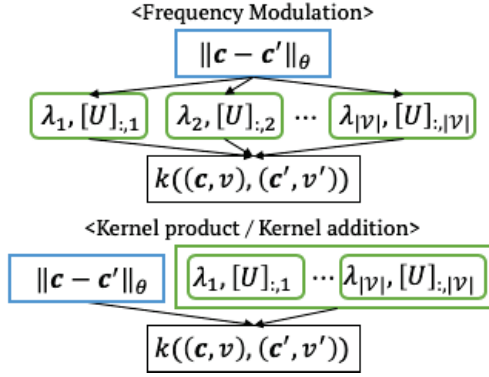 <Frequency Modulation>
‖c − c′‖θ
λ₁, [U]:,₁ λ₂, [U]:,₂ ⋯ λ|𝒱|, [U]:,|𝒱|
k((c, v), (c′, v′))
<Kernel product / Kernel addition>
‖c − c′‖θ λ₁, [U]:,₁ ⋯ λ|𝒱|, [U]:,|𝒱|
k((c, v), (c′, v′))